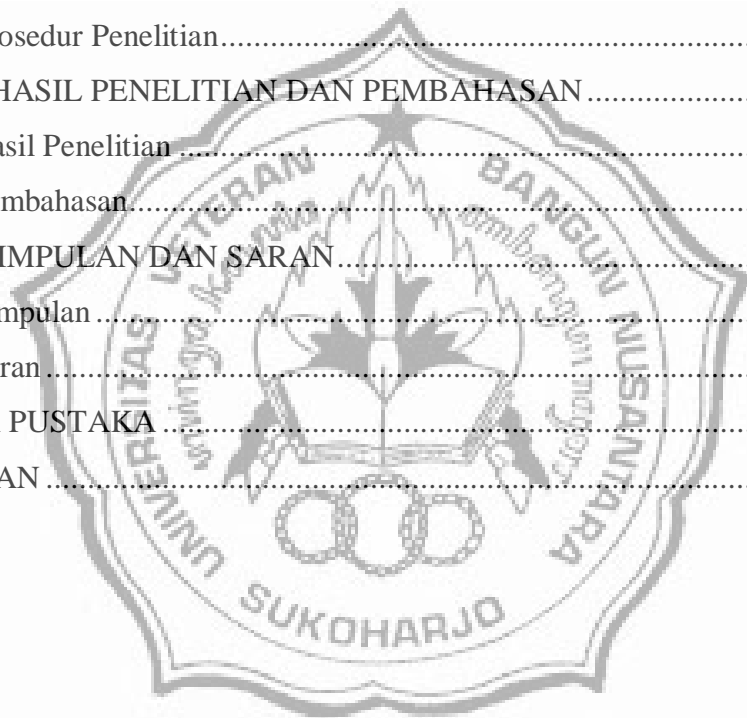 osedur Penelitian................................................................
HASIL PENELITIAN DAN PEMBAHASAN.................
asil Penelitian................................................................
mbahasan................................................................
IMPULAN DAN SARAN................................................
mpulan................................................................
ran................................................................
PUSTAKA................................................................
AN................................................................
UNIVERSITAS VETERAN BANGUN NUSANTARA
SUKOHARJO